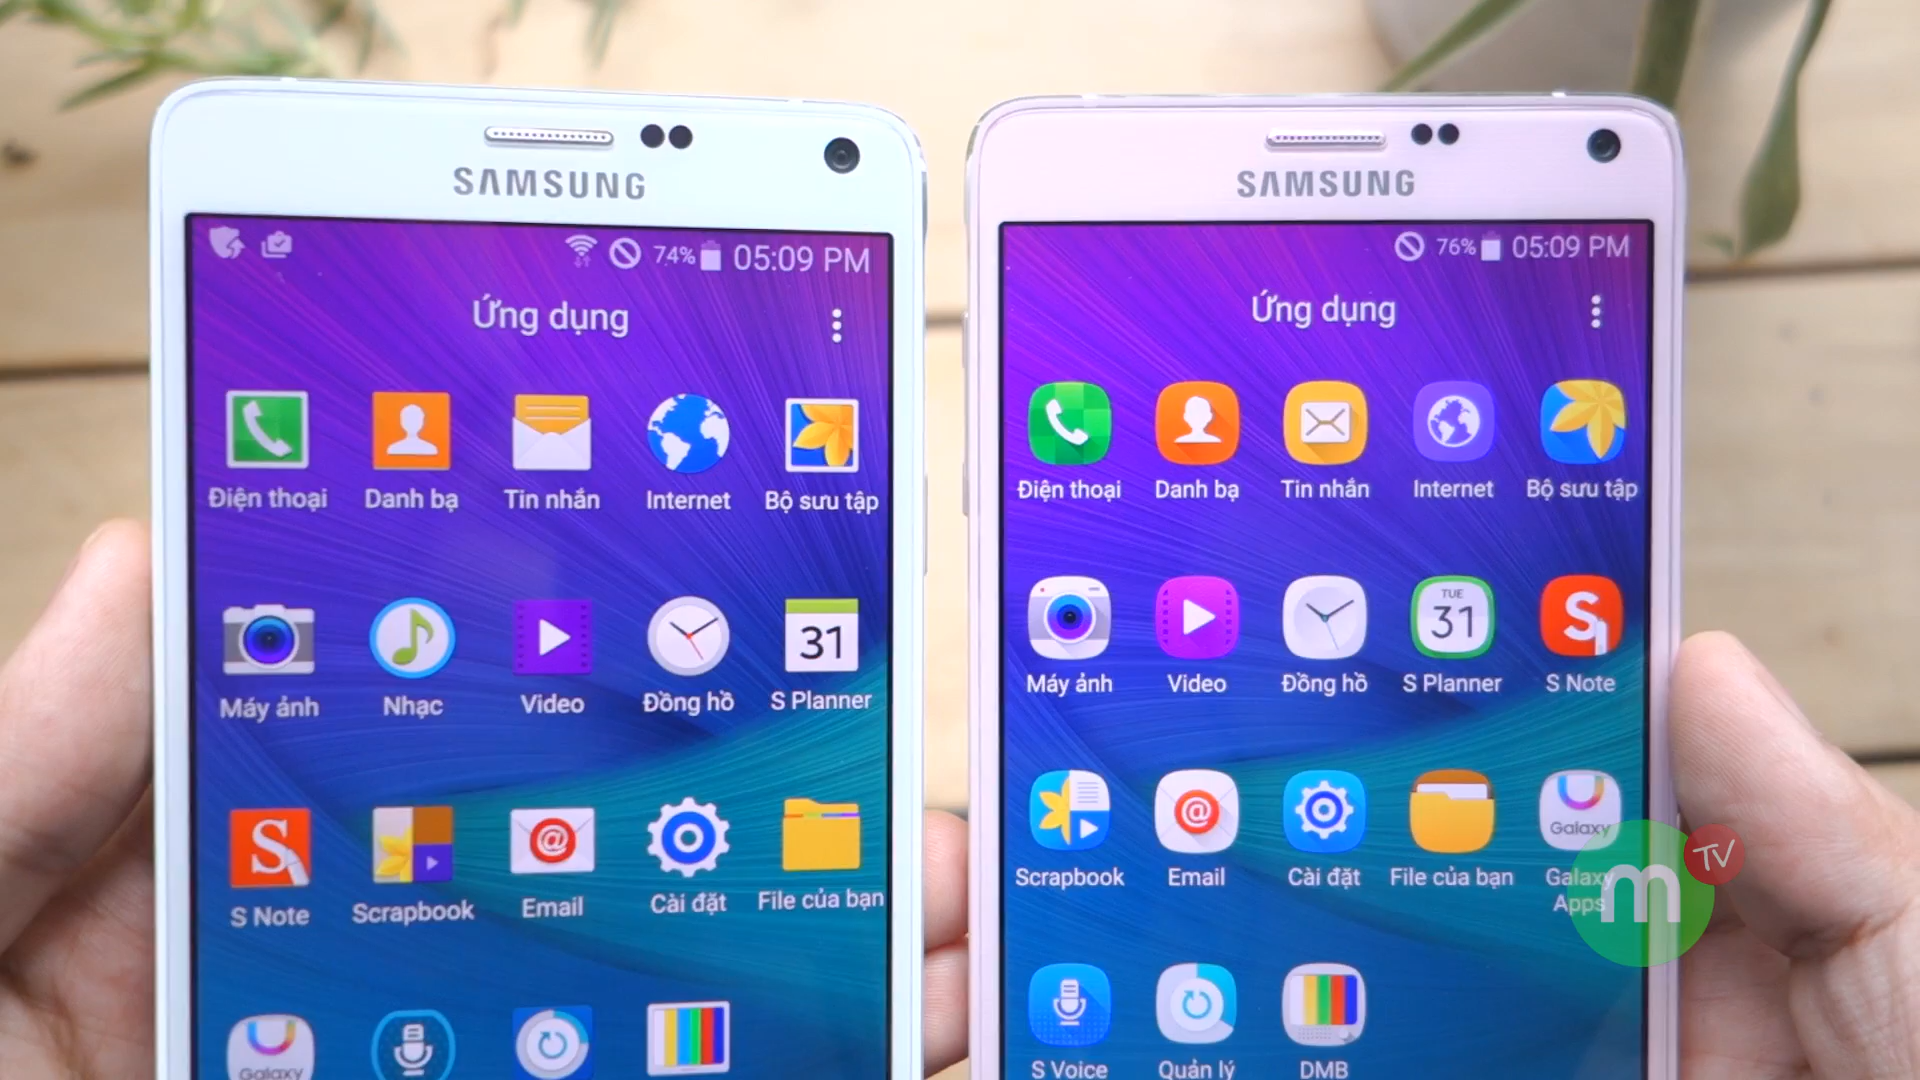 SAMSUNG
74% 05:09 PM
Ứng dụng
Điện thoại Danh bạ Tin nhắn Internet Bộ sưu tập
31
Máy ảnh Nhạc Video Đồng hồ S Planner
S
@
S Note Scrapbook Email Cài đặt File của bạn
Galaxy
SAMSUNG
76% 05:09 PM
Ứng dụng
Điện thoại Danh bạ Tin nhắn Internet Bộ sưu tập
TUE
31
S
Máy ảnh Video Đồng hồ S Planner S Note
@
Galaxy
Scrapbook Email Cài đặt File của bạn Galaxy Apps
S Voice Quản lý DMB
m TV